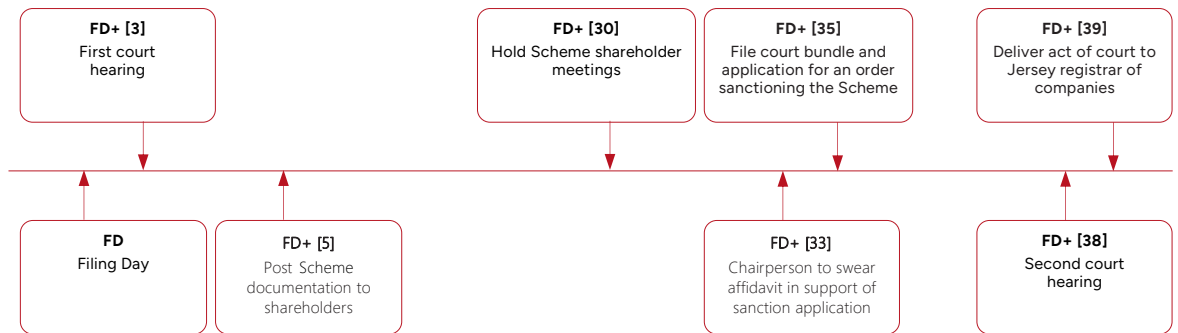 FD+ [3]
First court
hearing
FD+ [30]
Hold Scheme shareholder
meetings
FD+ [35]
File court bundle and
application for an order
sanctioning the Scheme
FD+ [39]
Deliver act of court to
Jersey registrar of
companies
FD
Filing Day
FD+ [5]
Post Scheme
documentation to
shareholders
FD+ [33]
Chairperson to swear
affidavit in support of
sanction application
FD+ [38]
Second court
hearing